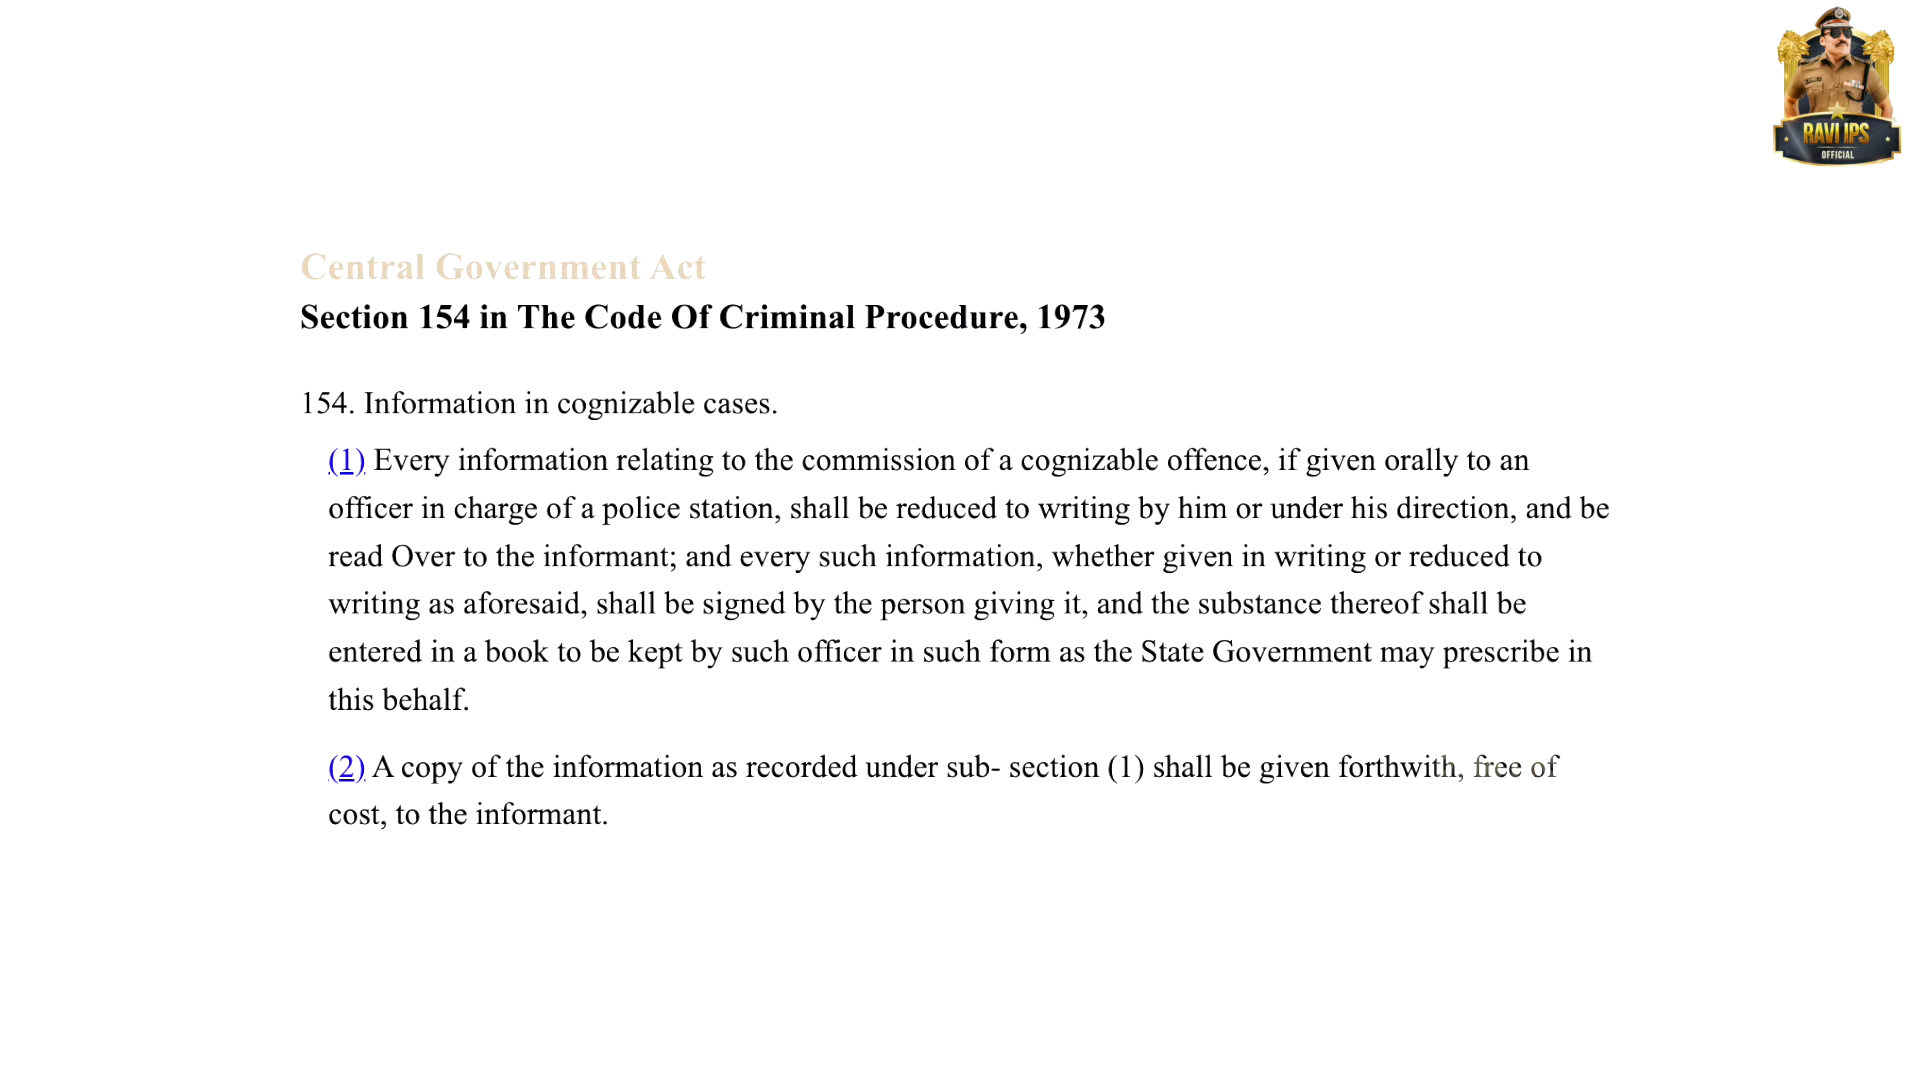 RAVI IPS
OFFICIAL
Central Government Act
Section 154 in The Code Of Criminal Procedure, 1973
154. Information in cognizable cases.
(1) Every information relating to the commission of a cognizable offence, if given orally to an
officer in charge of a police station, shall be reduced to writing by him or under his direction, and be
read Over to the informant; and every such information, whether given in writing or reduced to
writing as aforesaid, shall be signed by the person giving it, and the substance thereof shall be
entered in a book to be kept by such officer in such form as the State Government may prescribe in
this behalf.
(2) A copy of the information as recorded under sub- section (1) shall be given forthwith, free of
cost, to the informant.